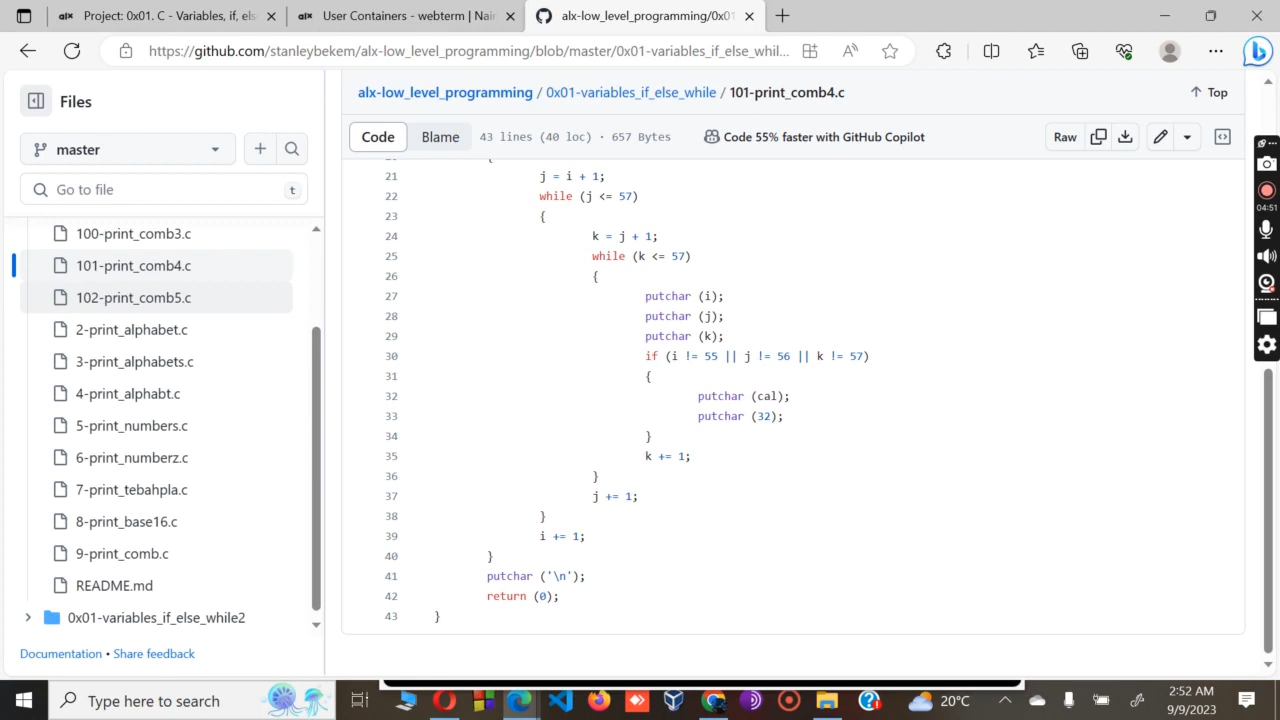 Project: 0x01. C - Variables, if, els
User Containers - webterm | Nain
alx-low_level_programming/0x01
https://github.com/stanleybekem/alx-low_level_programming/blob/master/0x01-variables_if_else_whil...
Files
alx-low_level_programming / 0x01-variables_if_else_while / 101-print_comb4.c
Top
Code Blame 43 lines (40 loc) · 657 Bytes Code 55% faster with GitHub Copilot Raw
master
Go to file t
100-print_comb3.c
101-print_comb4.c
102-print_comb5.c
2-print_alphabet.c
3-print_alphabets.c
4-print_alphabt.c
5-print_numbers.c
6-print_numberz.c
7-print_tebahpla.c
8-print_base16.c
9-print_comb.c
README.md
0x01-variables_if_else_while2
Documentation • Share feedback
21 j = i + 1;
22 while (j <= 57)
23 {
24 k = j + 1;
25 while (k <= 57)
26 {
27 putchar (i);
28 putchar (j);
29 putchar (k);
30 if (i != 55 || j != 56 || k != 57)
31 {
32 putchar (cal);
33 putchar (32);
34 }
35 k += 1;
36 }
37 j += 1;
38 }
39 i += 1;
40 }
41 putchar ('\n');
42 return (0);
43 }
04:51
Type here to search
20°C
2:52 AM
9/9/2023